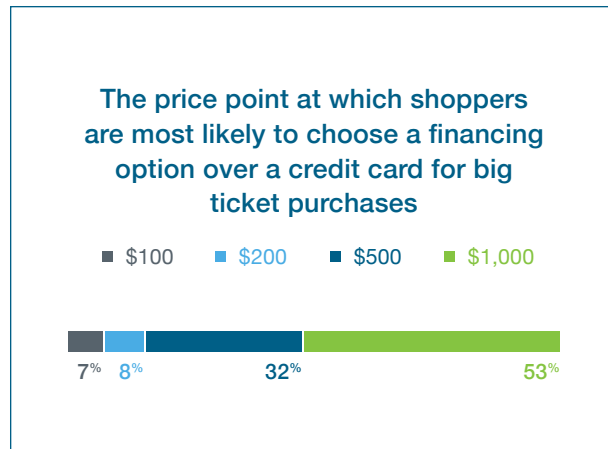 The price point at which shoppers
are most likely to choose a financing
option over a credit card for big
ticket purchases
$100 $200 $500 $1,000
7% 8% 32% 53%